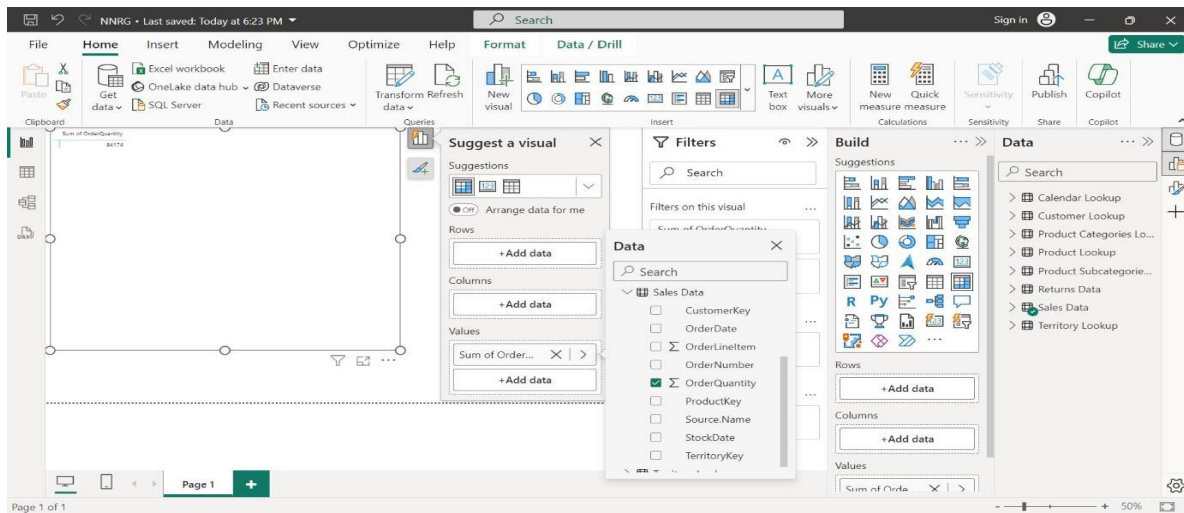 NNRG • Last saved: Today at 6:23 PM
Search
Sign in
File Home Insert Modeling View Optimize Help Format Data / Drill
Share
Paste
Get data
Excel workbook
OneLake data hub
SQL Server
Enter data
Dataverse
Recent sources
Transform data
Refresh
New visual
Text box
More visuals
New measure
Quick measure
Sensitivity
Publish
Copilot
Clipboard
Data
Queries
Insert
Calculations
Sensitivity
Share
Copilot
Sum of OrderQuantity
84174
Suggest a visual
Suggestions
123
Off Arrange data for me
Rows
+Add data
Columns
+Add data
Values
Sum of Order...
+Add data
Filters
Search
Filters on this visual
Sum of OrderQuantity
Data
Search
Sales Data
CustomerKey
OrderDate
Σ OrderLineItem
OrderNumber
Σ OrderQuantity
ProductKey
Source.Name
StockDate
TerritoryKey
Build
Suggestions
123
R Py
Rows
+Add data
Columns
+Add data
Values
Sum of Orde...
Data
Search
Calendar Lookup
Customer Lookup
Product Categories Lo...
Product Lookup
Product Subcategorie...
Returns Data
Sales Data
Territory Lookup
Page 1
Page 1 of 1
50%